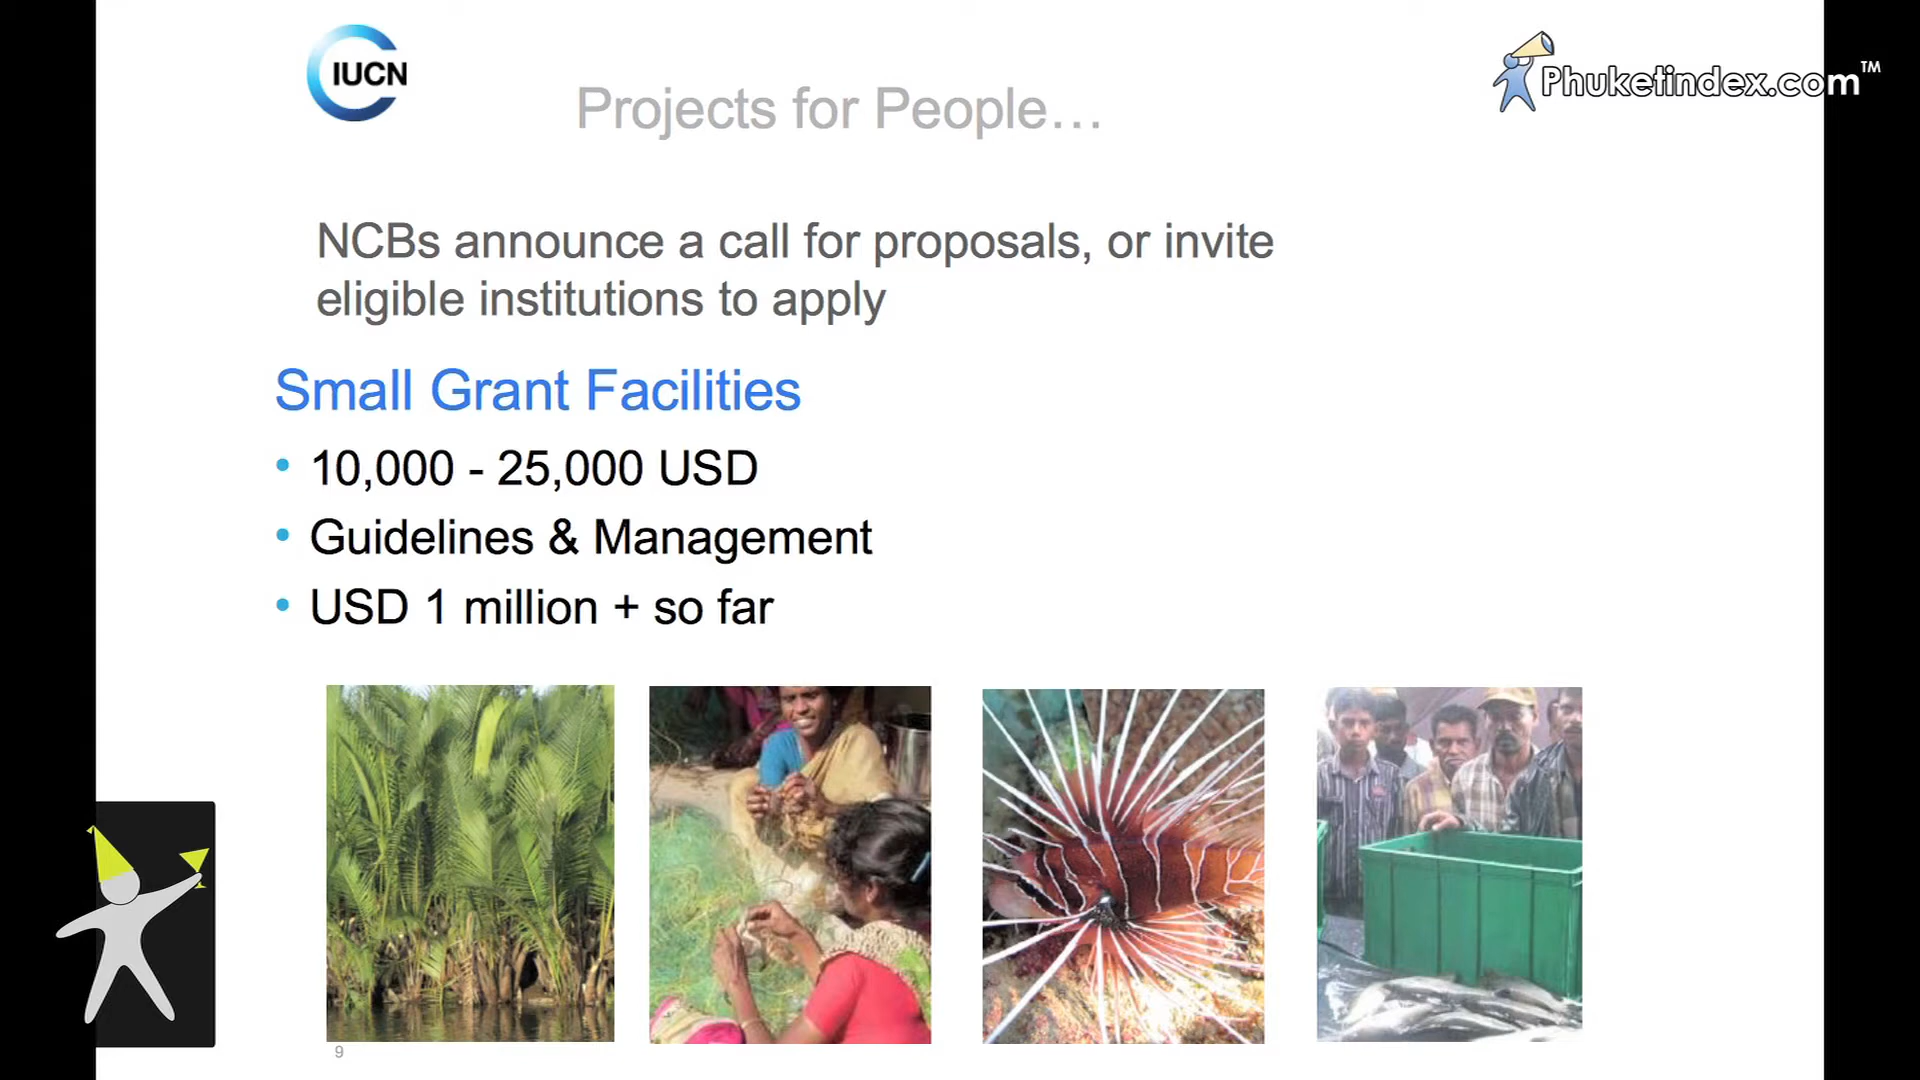 IUCN
Phuketindex.com™
Projects for People…
NCBs announce a call for proposals, or invite
eligible institutions to apply
Small Grant Facilities
• 10,000 - 25,000 USD
• Guidelines & Management
• USD 1 million + so far
9